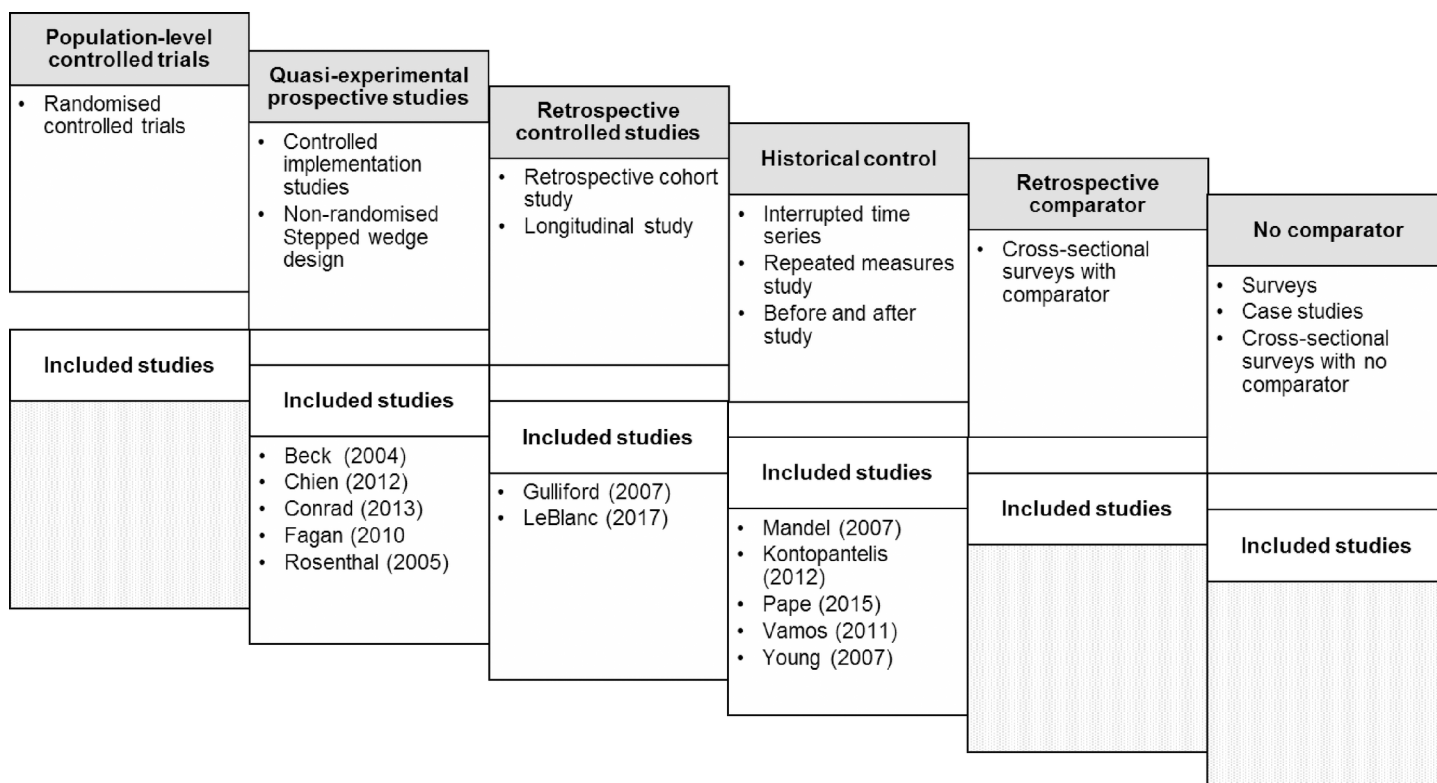 Population-level
controlled trials
• Randomised
controlled trials
Included studies
Quasi-experimental
prospective studies
• Controlled
implementation
studies
• Non-randomised
Stepped wedge
design
Included studies
• Beck (2004)
• Chien (2012)
• Conrad (2013)
• Fagan (2010
• Rosenthal (2005)
Retrospective
controlled studies
• Retrospective cohort
study
• Longitudinal study
Included studies
• Gulliford (2007)
• LeBlanc (2017)
Historical control
• Interrupted time
series
• Repeated measures
study
• Before and after
study
Included studies
• Mandel (2007)
• Kontopantelis
(2012)
• Pape (2015)
• Vamos (2011)
• Young (2007)
Retrospective
comparator
• Cross-sectional
surveys with
comparator
Included studies
No comparator
• Surveys
• Case studies
• Cross-sectional
surveys with no
comparator
Included studies